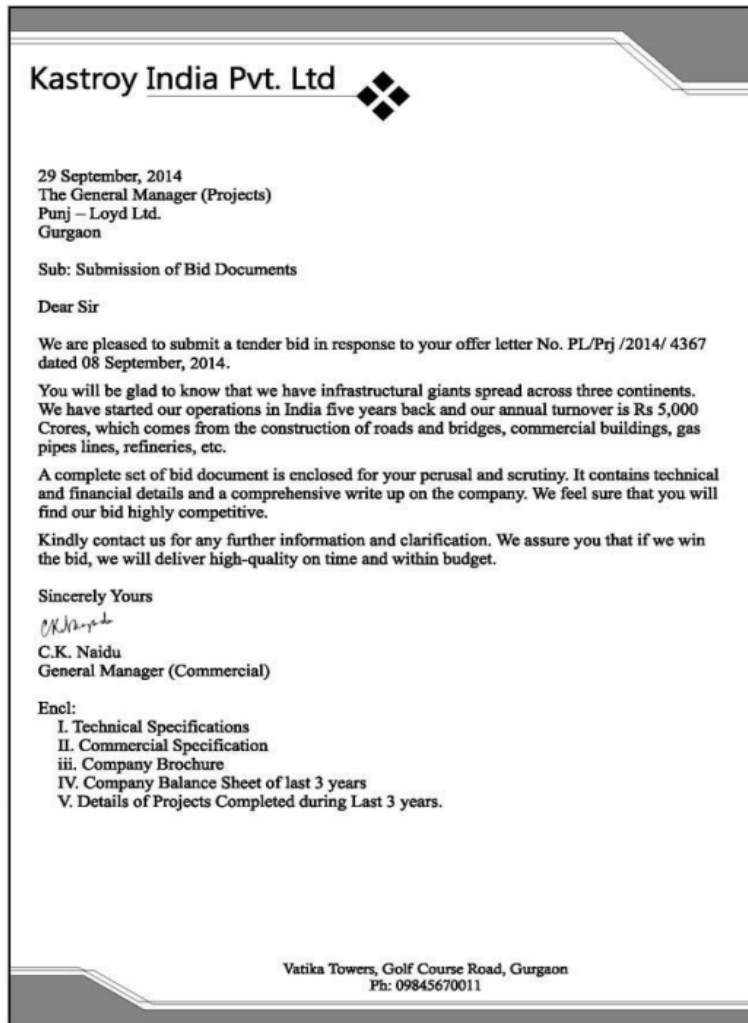 Kastroy India Pvt. Ltd
29 September, 2014
The General Manager (Projects)
Punj – Loyd Ltd.
Gurgaon
Sub: Submission of Bid Documents
Dear Sir
We are pleased to submit a tender bid in response to your offer letter No. PL/Prj /2014/ 4367
dated 08 September, 2014.
You will be glad to know that we have infrastructural giants spread across three continents.
We have started our operations in India five years back and our annual turnover is Rs 5,000
Crores, which comes from the construction of roads and bridges, commercial buildings, gas
pipes lines, refineries, etc.
A complete set of bid document is enclosed for your perusal and scrutiny. It contains technical
and financial details and a comprehensive write up on the company. We feel sure that you will
find our bid highly competitive.
Kindly contact us for any further information and clarification. We assure you that if we win
the bid, we will deliver high-quality on time and within budget.
Sincerely Yours
C.K. Naidu
General Manager (Commercial)
Encl:
I. Technical Specifications
II. Commercial Specification
iii. Company Brochure
IV. Company Balance Sheet of last 3 years
V. Details of Projects Completed during Last 3 years.
Vatika Towers, Golf Course Road, Gurgaon
Ph: 09845670011